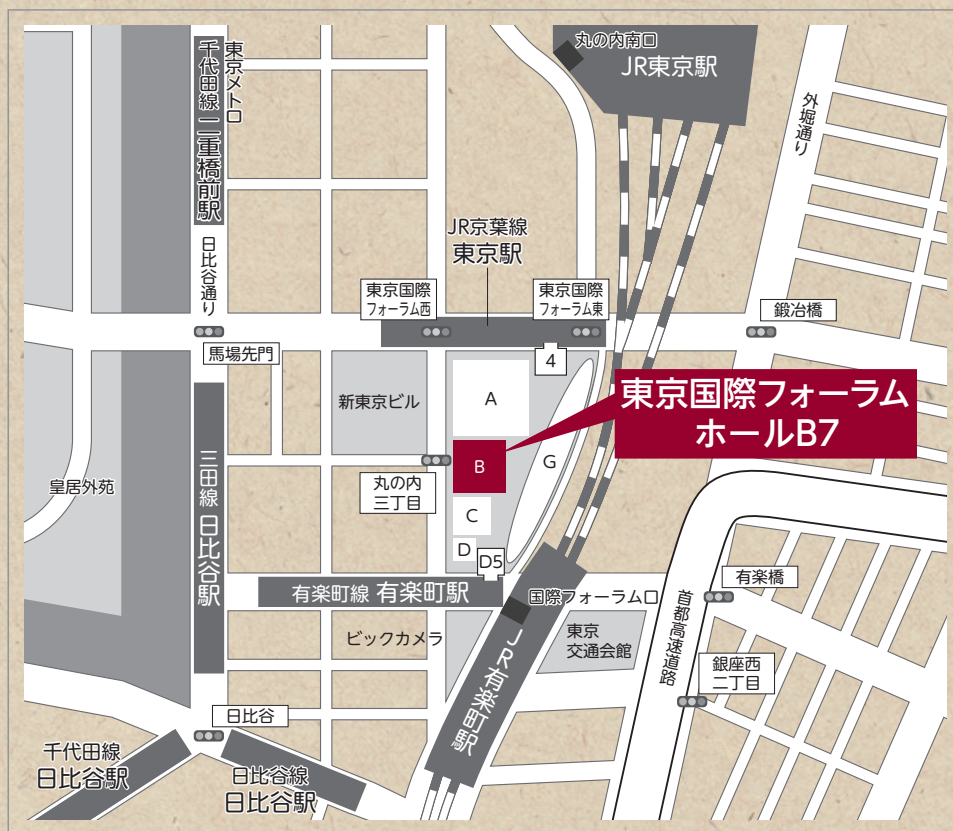 丸の内南口
JR東京駅
東京メトロ
千代田線 二重橋前駅
外堀通り
日比谷通り
JR京葉線
東京駅
東京国際
フォーラム西
東京国際
フォーラム東
鍛冶橋
馬場先門
4
新東京ビル
A
東京国際フォーラム
ホールB7
B
G
丸の内
三丁目
皇居外苑
三田線 日比谷駅
C
D
D5
有楽町線 有楽町駅
国際フォーラム口
有楽橋
首都高速道路
ビックカメラ
東京
交通会館
JR有楽町駅
銀座西
二丁目
日比谷
千代田線
日比谷駅
日比谷線
日比谷駅